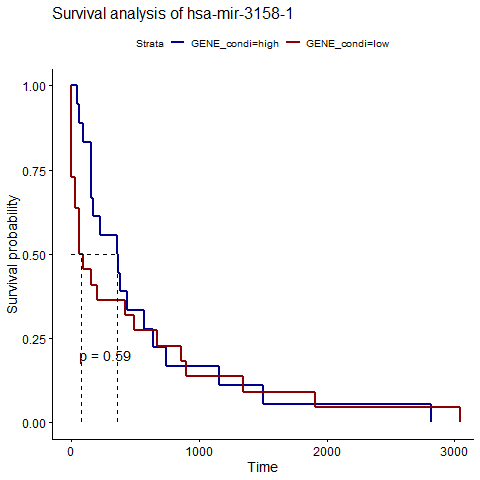 Survival analysis of hsa-mir-3158-1
Strata GENE_condi=high GENE_condi=low
Survival probability
1.00
0.75
0.50
0.25
0.00
p = 0.59
0 1000 2000 3000
Time